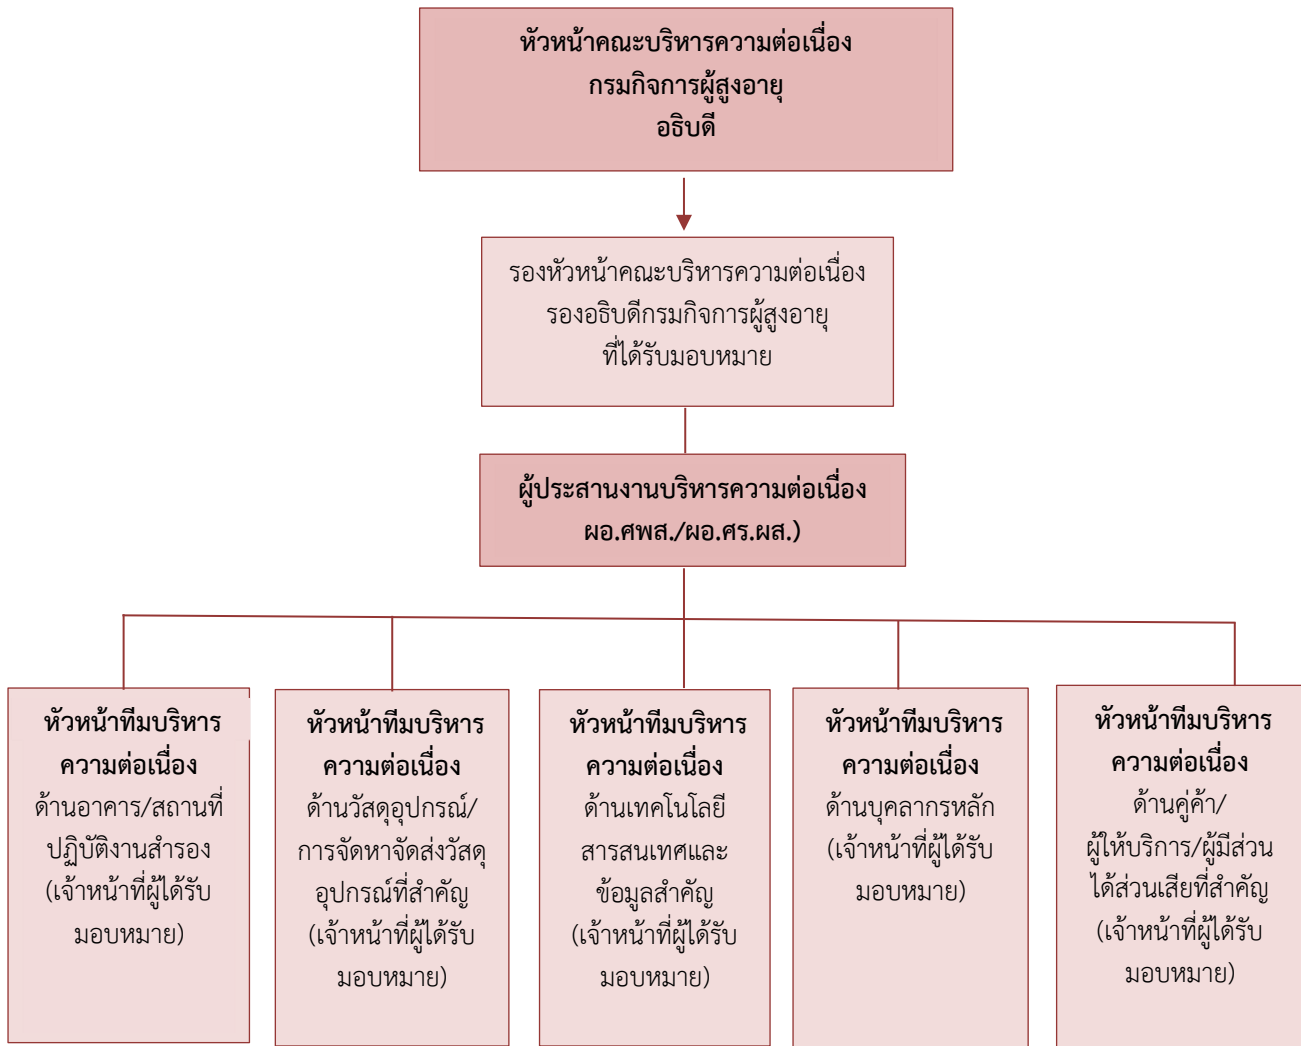 หัวหน้าคณะบริหารความต่อเนื่อง
กรมกิจการผู้สูงอายุ
อธิบดี
รองหัวหน้าคณะบริหารความต่อเนื่อง
รองอธิบดีกรมกิจการผู้สูงอายุ
ที่ได้รับมอบหมาย
ผู้ประสานงานบริหารความต่อเนื่อง
ผอ.ศพส./ผอ.ศร.ผส.)
หัวหน้าทีมบริหาร
ความต่อเนื่อง
ด้านอาคาร/สถานที่
ปฏิบัติงานสำรอง
(เจ้าหน้าที่ผู้ได้รับ
มอบหมาย)
หัวหน้าทีมบริหาร
ความต่อเนื่อง
ด้านวัสดุอุปกรณ์/
การจัดหาจัดส่งวัสดุ
อุปกรณ์ที่สำคัญ
(เจ้าหน้าที่ผู้ได้รับ
มอบหมาย)
หัวหน้าทีมบริหาร
ความต่อเนื่อง
ด้านเทคโนโลยี
สารสนเทศและ
ข้อมูลสำคัญ
(เจ้าหน้าที่ผู้ได้รับ
มอบหมาย)
หัวหน้าทีมบริหาร
ความต่อเนื่อง
ด้านบุคลากรหลัก
(เจ้าหน้าที่ผู้ได้รับ
มอบหมาย)
หัวหน้าทีมบริหาร
ความต่อเนื่อง
ด้านคู่ค้า/
ผู้ให้บริการ/ผู้มีส่วน
ได้ส่วนเสียที่สำคัญ
(เจ้าหน้าที่ผู้ได้รับ
มอบหมาย)